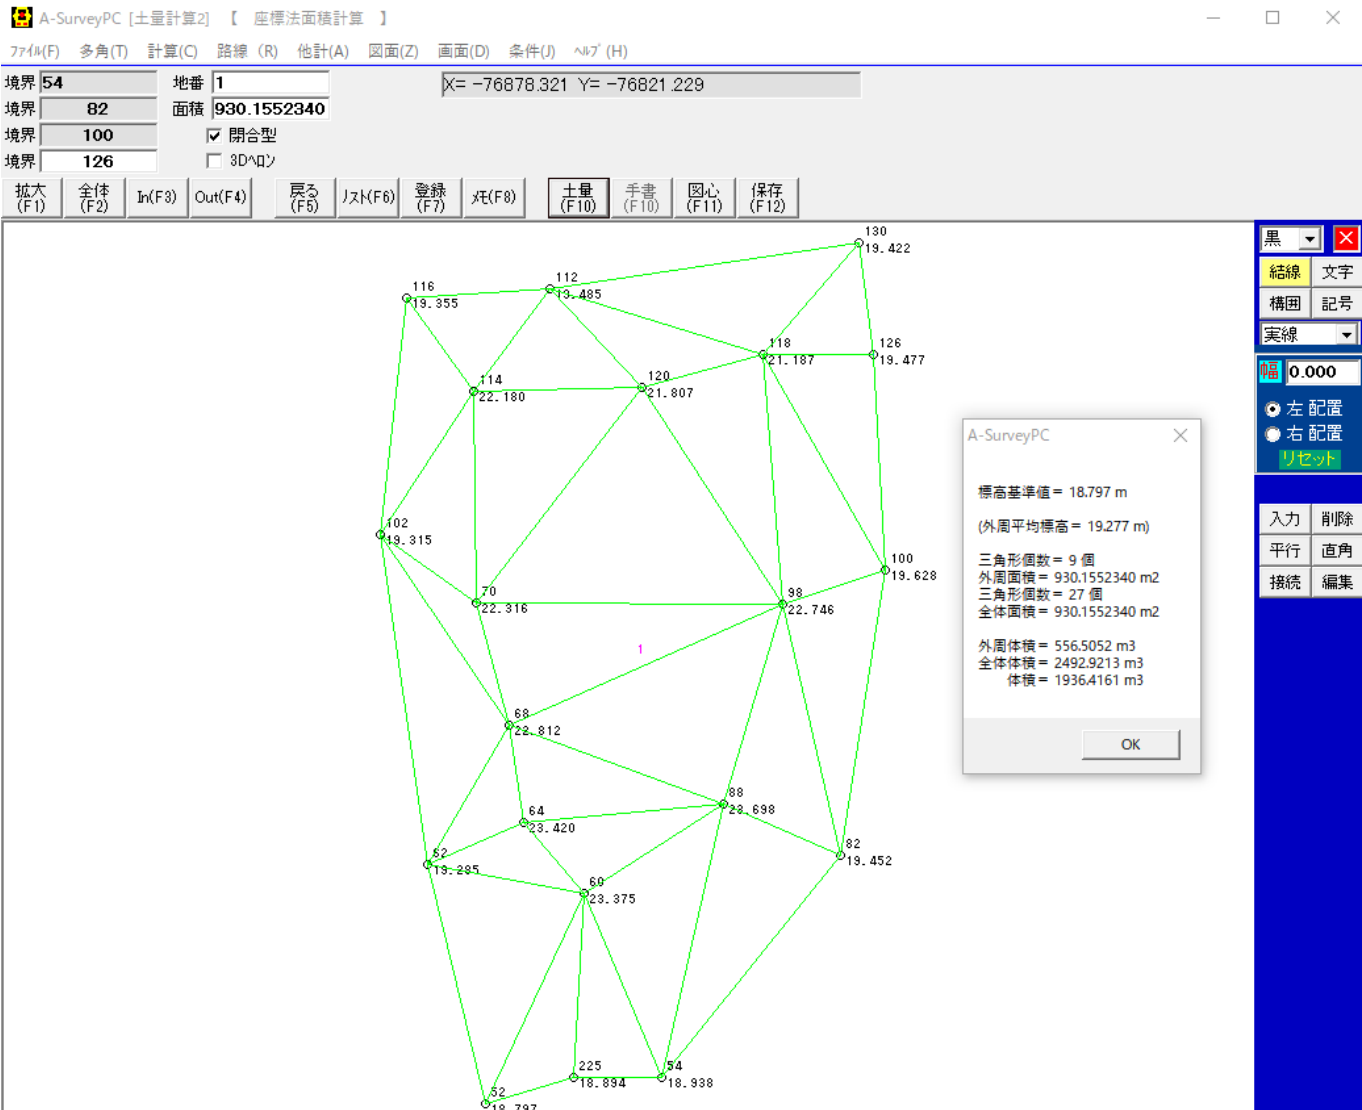 A-SurveyPC [土量計算2] 【 座標法面積計算 】
ファイル(F) 多角(T) 計算(C) 路線 (R) 他計(A) 図面(Z) 画面(D) 条件(J) ヘルプ(H)
境界 54 地番 1 X= -76878.321 Y= -76821.229
境界 82 面積 930.1552340
境界 100 閉合型
境界 126 3Dヘロン
拡大(F1) 全体(F2) In(F3) Out(F4) 戻る(F5) リスト(F6) 登録(F7) メモ(F8) 土量(F10) 手書(F10) 図心(F11) 保存(F12)
黒
結線 文字
構囲 記号
実線
幅 0.000
左 配置
右 配置
リセット
入力 削除
平行 直角
接続 編集
130
19.422
112
19.485
116
19.355
118
21.187
126
19.477
120
21.807
114
22.180
102
19.315
100
19.628
70
22.316
98
22.746
1
68
22.812
88
23.698
64
23.420
82
19.452
62
19.285
60
23.375
225
18.894
54
18.938
52
18.797
A-SurveyPC
標高基準値= 18.797 m
(外周平均標高= 19.277 m)
三角形個数= 9 個
外周面積= 930.1552340 m2
三角形個数= 27 個
全体面積= 930.1552340 m2
外周体積= 556.5052 m3
全体体積= 2492.9213 m3
体積= 1936.4161 m3
OK